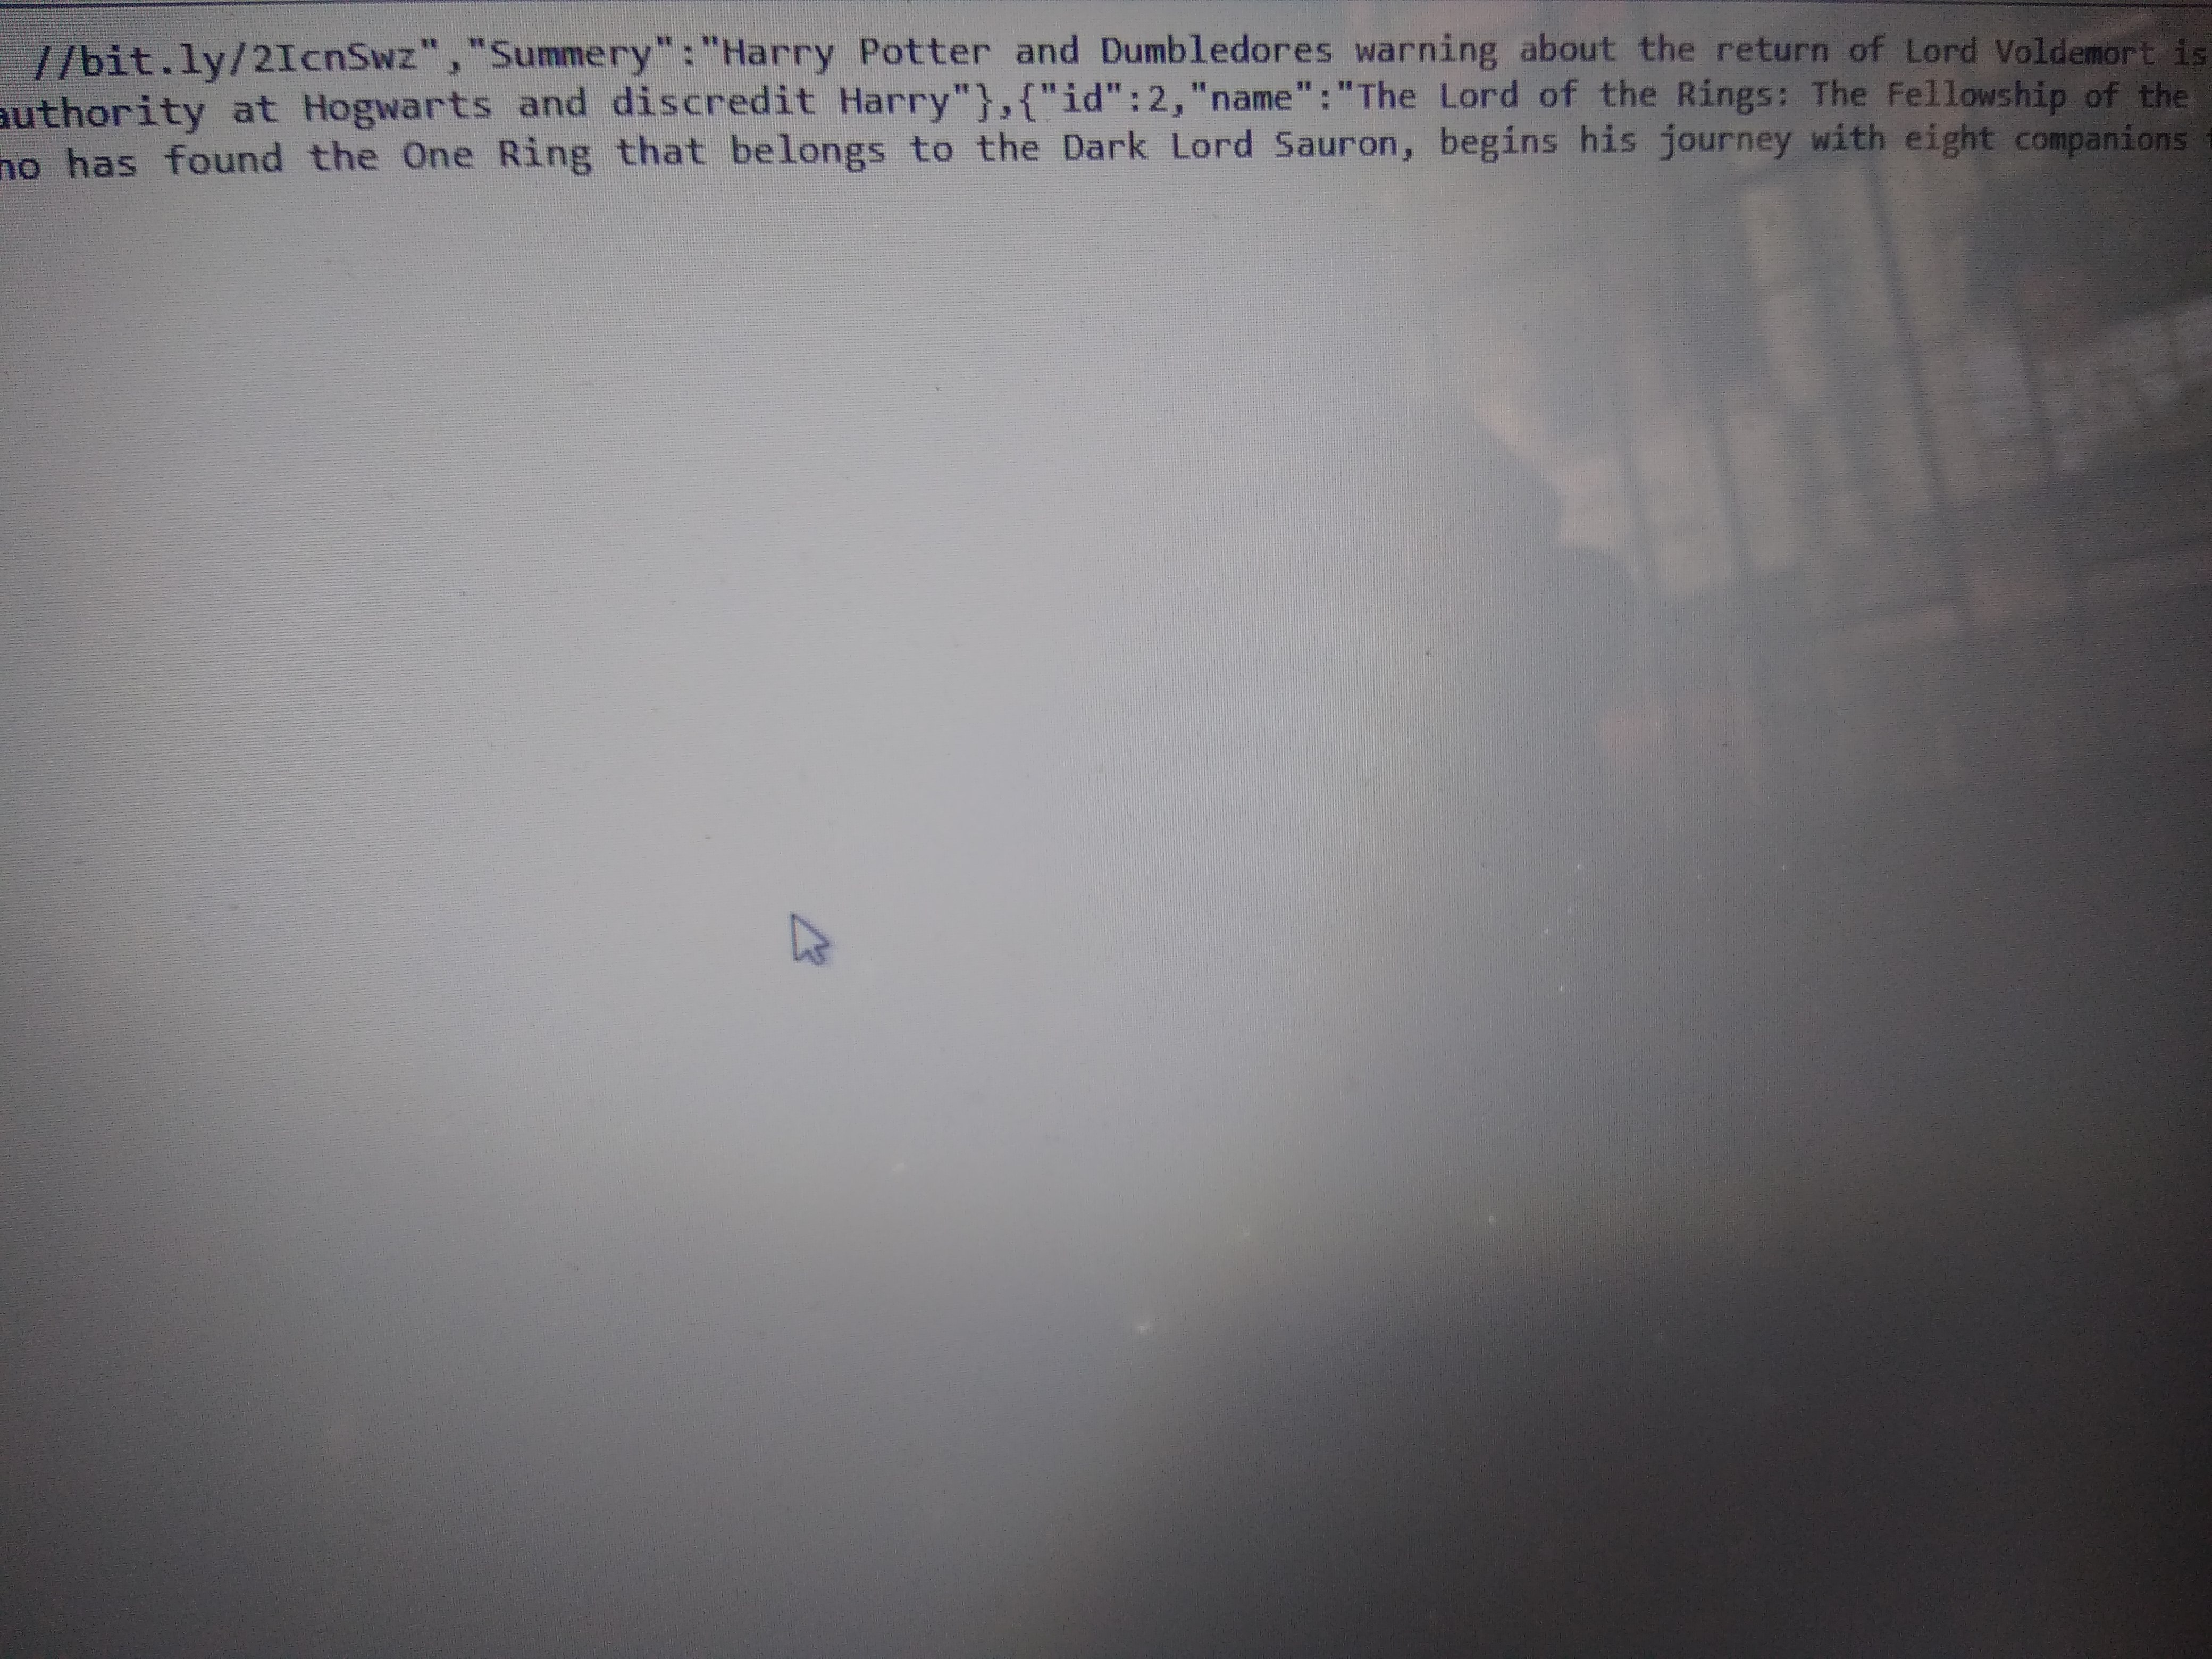 //bit.ly/2IcnSwz","Summery":"Harry Potter and Dumbledores warning about the return of Lord Voldemort is
authority at Hogwarts and discredit Harry"},{"id":2,"name":"The Lord of the Rings: The Fellowship of the
has found the One Ring that belongs to the Dark Lord Sauron, begins his journey with eight companions